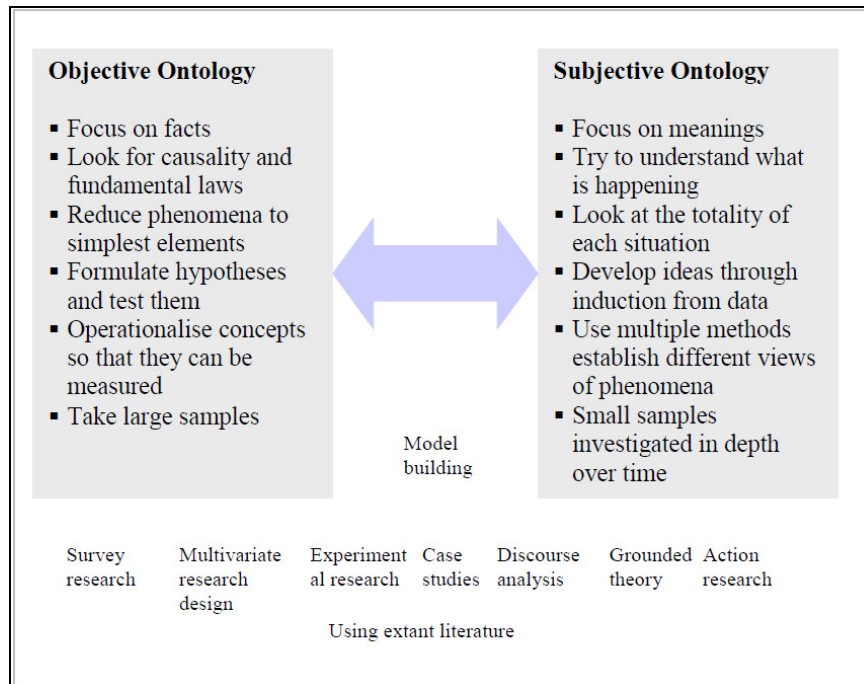 Objective Ontology
▪ Focus on facts
▪ Look for causality and
fundamental laws
▪ Reduce phenomena to
simplest elements
▪ Formulate hypotheses
and test them
▪ Operationalise concepts
so that they can be
measured
▪ Take large samples
Subjective Ontology
▪ Focus on meanings
▪ Try to understand what
is happening
▪ Look at the totality of
each situation
▪ Develop ideas through
induction from data
▪ Use multiple methods
establish different views
of phenomena
▪ Small samples
investigated in depth
over time
Model
building
Survey
research
Multivariate
research
design
Experiment
al research
Case
studies
Discourse
analysis
Grounded
theory
Action
research
Using extant literature